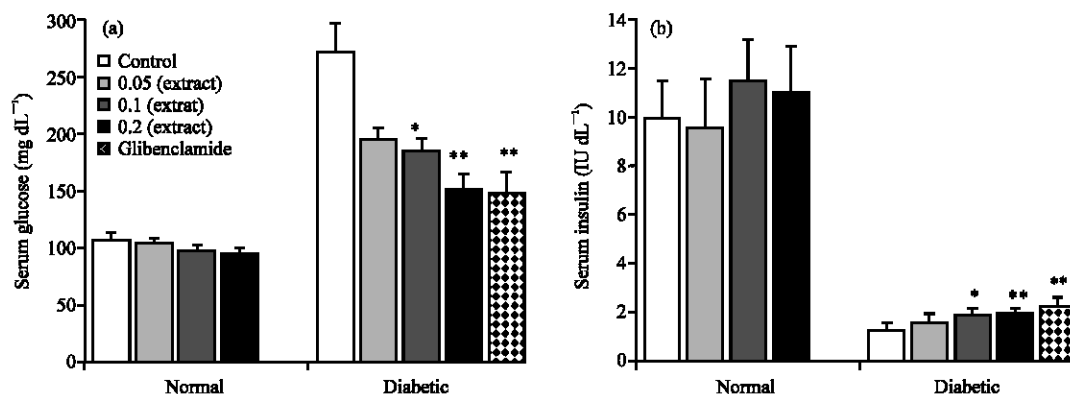 (a)
Serum glucose (mg dL⁻¹)
300
250
200
150
100
50
0
Control
0.05 (extract)
0.1 (extrat)
0.2 (extract)
Glibenclamide
*
**
**
Normal
Diabetic
(b)
Serum insulin (IU dL⁻¹)
14
12
10
8
6
4
2
0
*
**
**
Normal
Diabetic